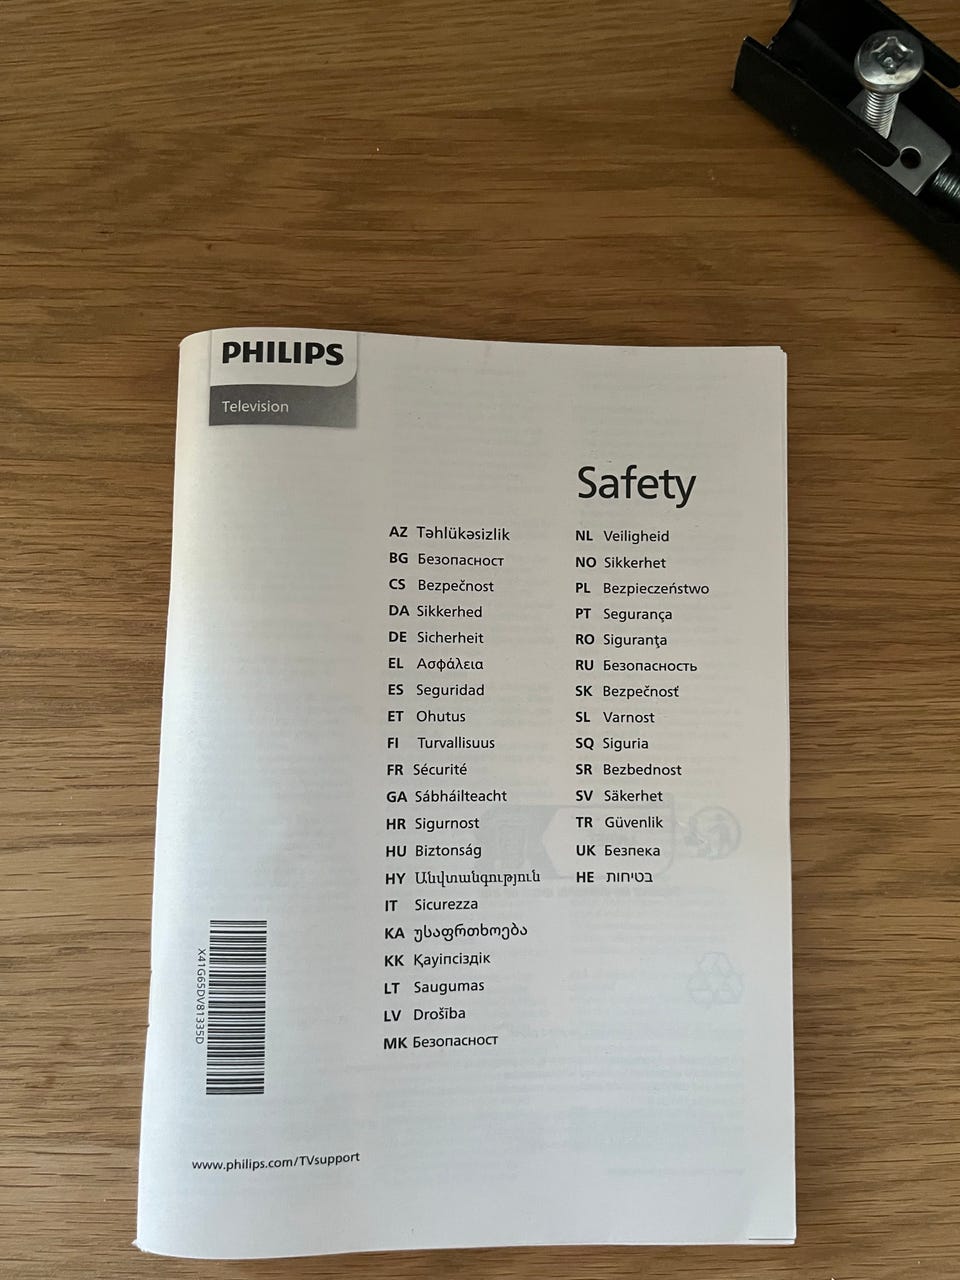 PHILIPS
Television
Safety
AZ Təhlükəsizlik
BG Безопасност
CS Bezpečnost
DA Sikkerhed
DE Sicherheit
EL Ασφάλεια
ES Seguridad
ET Ohutus
FI Turvallisuus
FR Sécurité
GA Sábháilteacht
HR Sigurnost
HU Biztonság
HY Անվտանգություն
IT Sicurezza
KA უსაფრთხოება
KK Қауіпсіздік
LT Saugumas
LV Drošība
MK Безопасност
NL Veiligheid
NO Sikkerhet
PL Bezpieczeństwo
PT Segurança
RO Siguranţa
RU Безопасность
SK Bezpečnosť
SL Varnost
SQ Siguria
SR Bezbednost
SV Säkerhet
TR Güvenlik
UK Безпека
HE בטיחות
X41G65DV81335D
www.philips.com/TVsupport